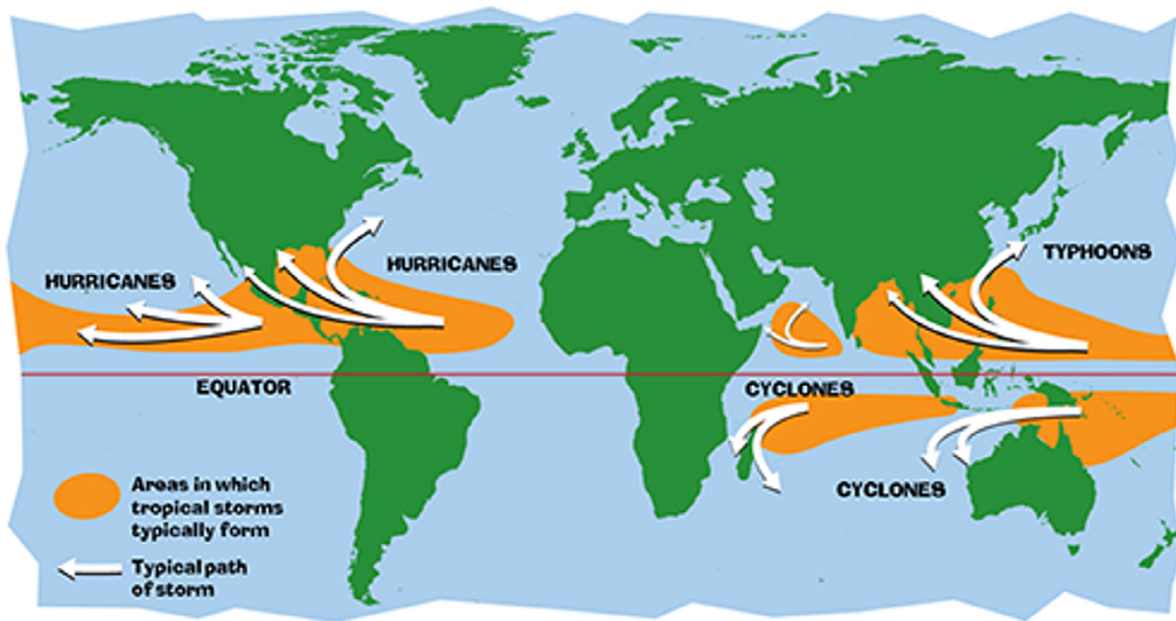 HURRICANES
HURRICANES
TYPHOONS
EQUATOR
CYCLONES
CYCLONES
Areas in which
tropical storms
typically form
Typical path
of storm